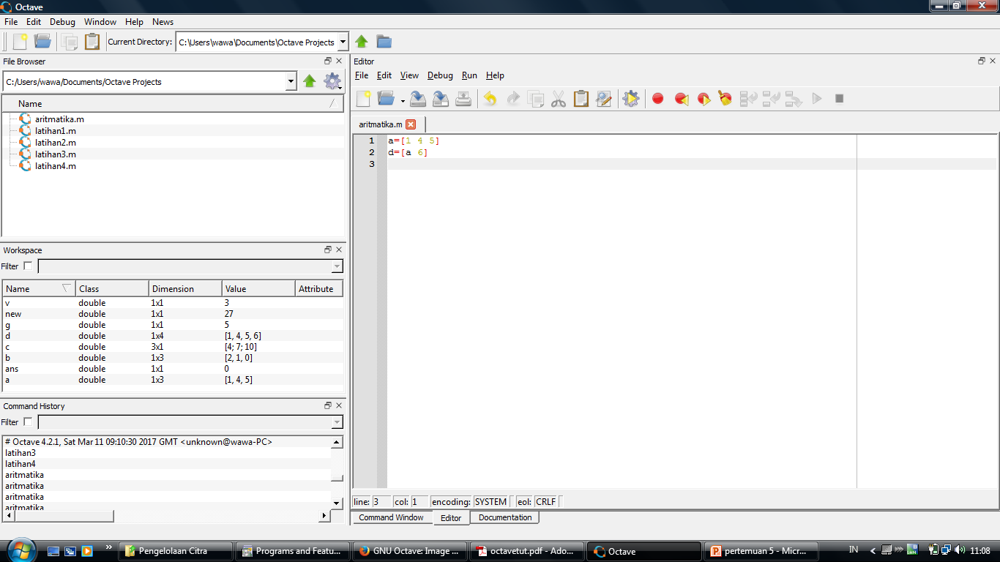 Octave
File Edit Debug Window Help News
Current Directory: C:\Users\wawa\Documents\Octave Projects
File Browser
C:/Users/wawa/Documents/Octave Projects
Name
aritmatika.m
latihan1.m
latihan2.m
latihan3.m
latihan4.m
Workspace
Filter
Name Class Dimension Value Attribute
v double 1x1 3
new double 1x1 27
g double 1x1 5
d double 1x4 [1, 4, 5, 6]
c double 3x1 [4; 7; 10]
b double 1x3 [2, 1, 0]
ans double 1x1 0
a double 1x3 [1, 4, 5]
Command History
Filter
# Octave 4.2.1, Sat Mar 11 09:10:30 2017 GMT <unknown@wawa-PC>
latihan3
latihan4
aritmatika
aritmatika
aritmatika
aritmatika
Editor
File Edit View Debug Run Help
aritmatika.m
1 a=[1 4 5]
2 d=[a 6]
3
line: 3 col: 1 encoding: SYSTEM eol: CRLF
Command Window Editor Documentation
Pengelolaan Citra Programs and Featu... GNU Octave: Image ... octavetut.pdf - Ado... Octave pertemuan 5 - Micr... IN 11:08